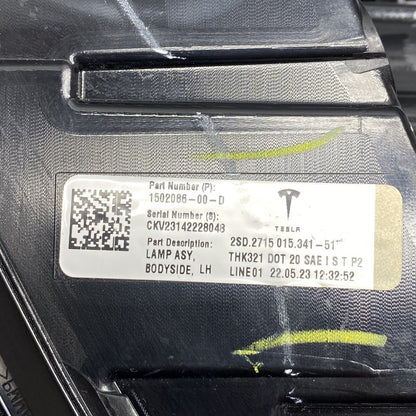 Part Number (P):
1502086-00-D
Serial Number (S):
CKV23142228048
Part Description:
LAMP ASY,
BODYSIDE, LH
TESLA
2SD.2715 015.341-51
THK321 DOT 20 SAE I S T P2
LINE01 22.05.23 12:32:52